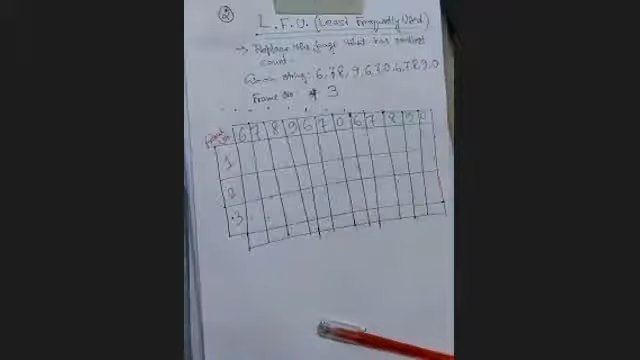 ②
L.F.U. (Least Frequently Used)
→ Replace the page that has smallest
count.
Given string: 6,7,8,9,6,7,0,6,7,8,9,0
Frame No: 3
6 7 8 9 6 7 0 6 7 8 9 0
1
2
3